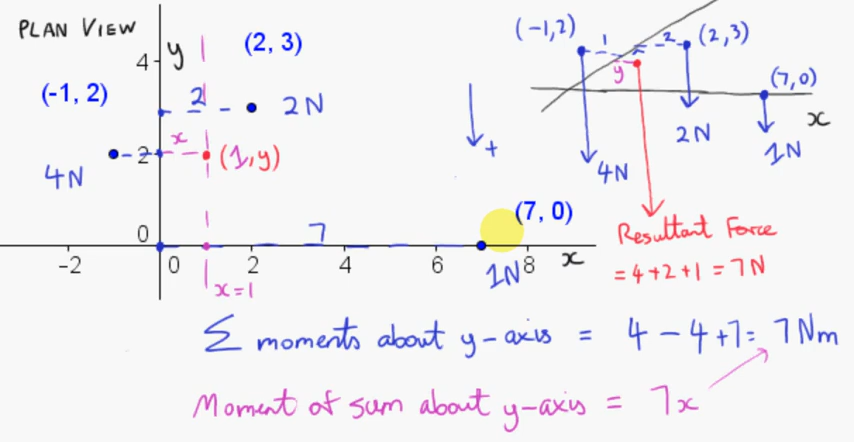 PLAN VIEW
y
4
(2, 3)
(-1, 2)
2
2N
x
2
(1,y)
4N
7
(7, 0)
0
-2
0
2
4
6
8
x
1N
x=1
+
(-1,2)
1
2
(2,3)
y
(7,0)
x
2N
1N
4N
Resultant Force
=4+2+1=7N
Σ moments about y-axis = 4-4+7= 7Nm
Moment of sum about y-axis = 7x